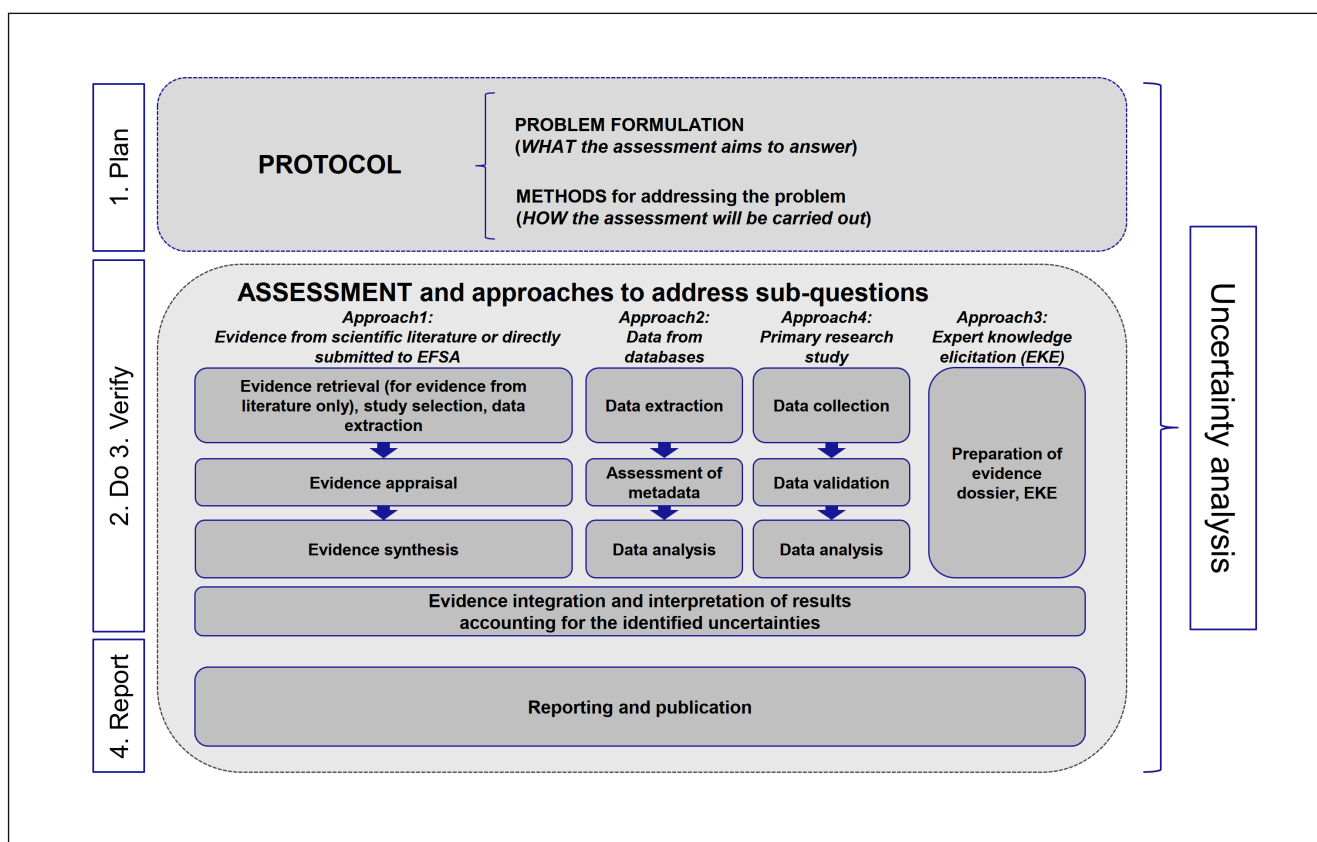 1. Plan
PROTOCOL
PROBLEM FORMULATION
(WHAT the assessment aims to answer)
METHODS for addressing the problem
(HOW the assessment will be carried out)
2. Do 3. Verify
ASSESSMENT and approaches to address sub-questions
Approach1:
Evidence from scientific literature or directly
submitted to EFSA
Evidence retrieval (for evidence from
literature only), study selection, data
extraction
Evidence appraisal
Evidence synthesis
Approach2:
Data from
databases
Data extraction
Assessment of
metadata
Data analysis
Approach4:
Primary research
study
Data collection
Data validation
Data analysis
Approach3:
Expert knowledge
elicitation (EKE)
Preparation of
evidence
dossier, EKE
Evidence integration and interpretation of results
accounting for the identified uncertainties
4. Report
Reporting and publication
Uncertainty analysis